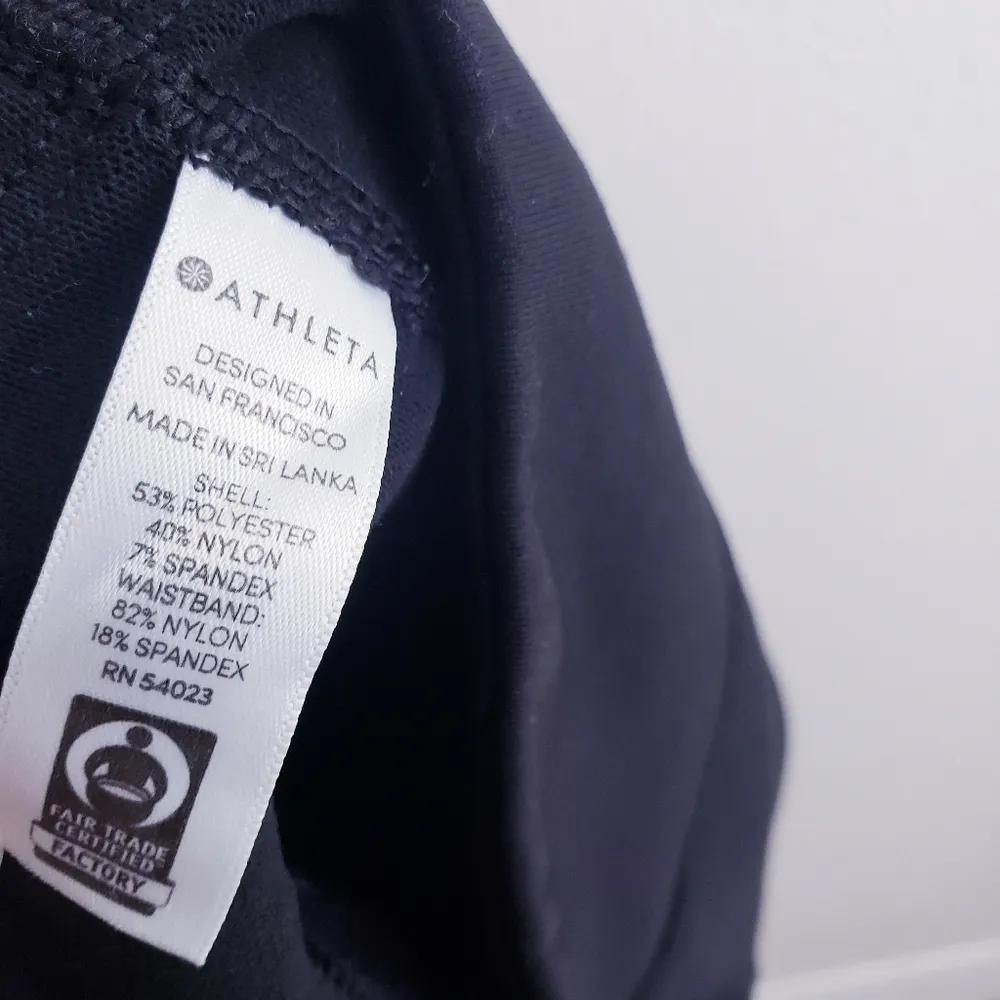 ATHLETA
DESIGNED IN
SAN FRANCISCO
MADE IN SRI LANKA
SHELL:
53% POLYESTER
40% NYLON
7% SPANDEX
WAISTBAND:
82% NYLON
18% SPANDEX
RN 54023
FAIR TRADE
CERTIFIED
FACTORY